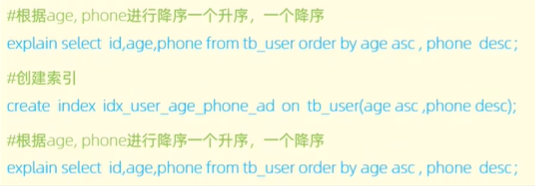 #根据age, phone进行降序一个升序，一个降序
explain select id,age,phone from tb_user order by age asc , phone desc ;
#创建索引
create index idx_user_age_phone_ad on tb_user(age asc ,phone desc);
#根据age, phone进行降序一个升序，一个降序
explain select id,age,phone from tb_user order by age asc , phone desc ;